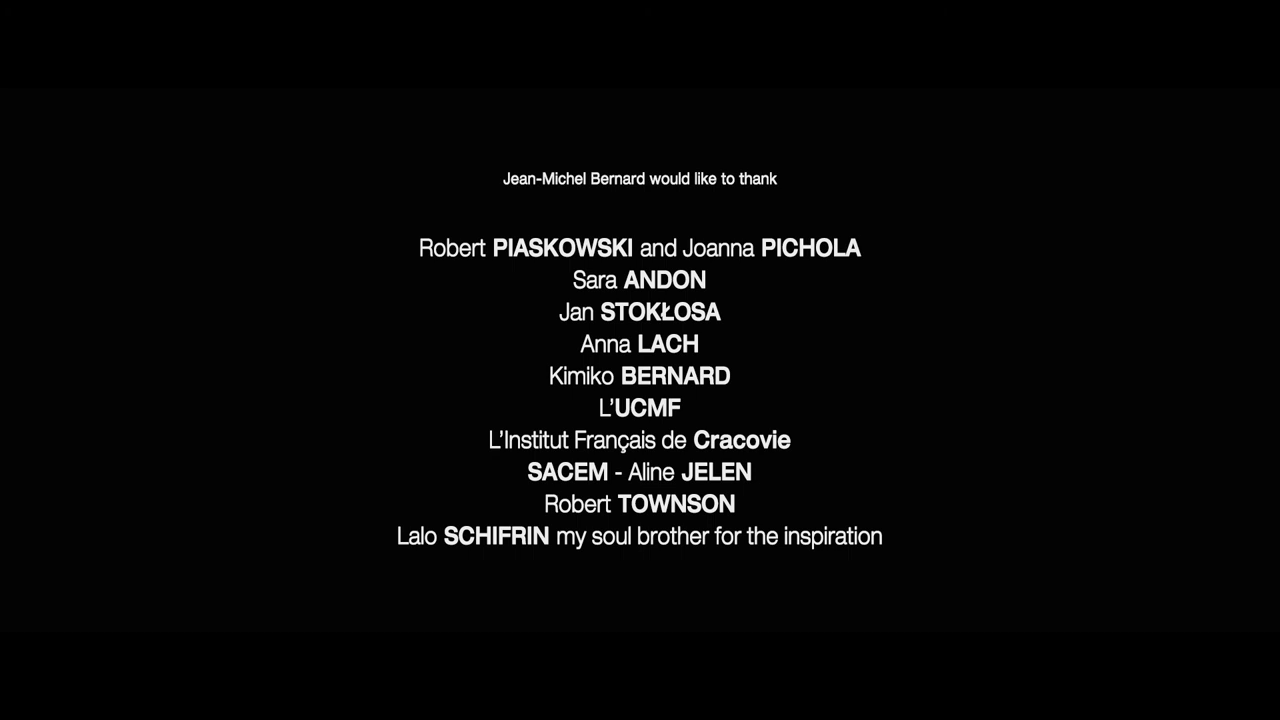 Jean-Michel Bernard would like to thank
Robert PIASKOWSKI and Joanna PICHOLA
Sara ANDON
Jan STOKŁOSA
Anna LACH
Kimiko BERNARD
L’UCMF
L’Institut Français de Cracovie
SACEM - Aline JELEN
Robert TOWNSON
Lalo SCHIFRIN my soul brother for the inspiration